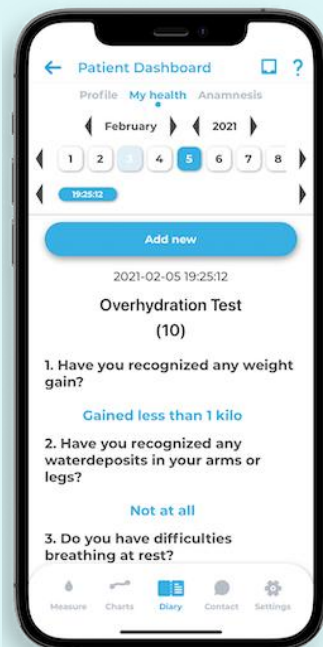 Patient Dashboard ?
Profile My health Anamnesis
February 2021
1 2 3 4 5 6 7 8
19:25:12
Add new
2021-02-05 19:25:12
Overhydration Test
(10)
1. Have you recognized any weight
gain?
Gained less than 1 kilo
2. Have you recognized any
waterdeposits in your arms or
legs?
Not at all
3. Do you have difficulties
breathing at rest?
Measure Charts Diary Contact Settings